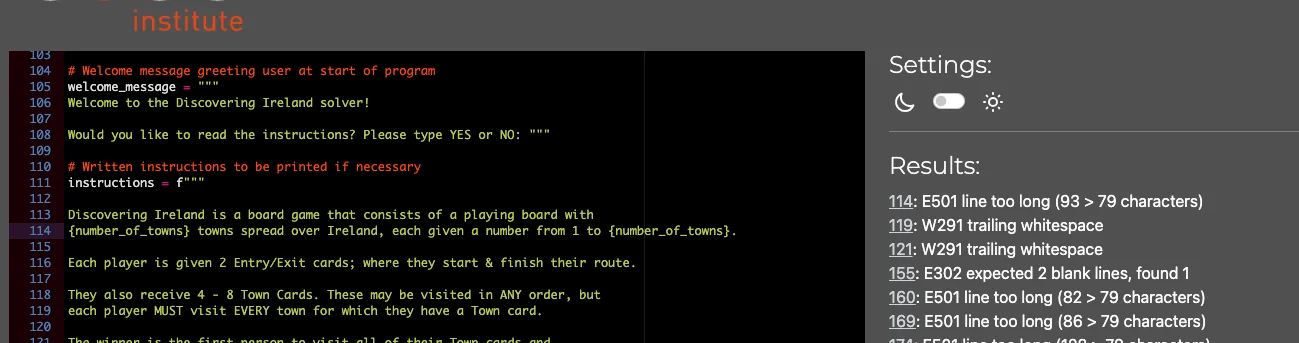 institute
103
104 # Welcome message greeting user at start of program
105 welcome_message = """
106 Welcome to the Discovering Ireland solver!
107
108 Would you like to read the instructions? Please type YES or NO: """
109
110 # Written instructions to be printed if necessary
111 instructions = f"""
112
113 Discovering Ireland is a board game that consists of a playing board with
114 {number_of_towns} towns spread over Ireland, each given a number from 1 to {number_of_towns}.
115
116 Each player is given 2 Entry/Exit cards; where they start & finish their route.
117
118 They also receive 4 - 8 Town Cards. These may be visited in ANY order, but
119 each player MUST visit EVERY town for which they have a Town card.
120
121 The winner is the first person to visit all of their Town cards and
Settings:
Results:
114: E501 line too long (93 > 79 characters)
119: W291 trailing whitespace
121: W291 trailing whitespace
155: E302 expected 2 blank lines, found 1
160: E501 line too long (82 > 79 characters)
169: E501 line too long (86 > 79 characters)
E501 line too long